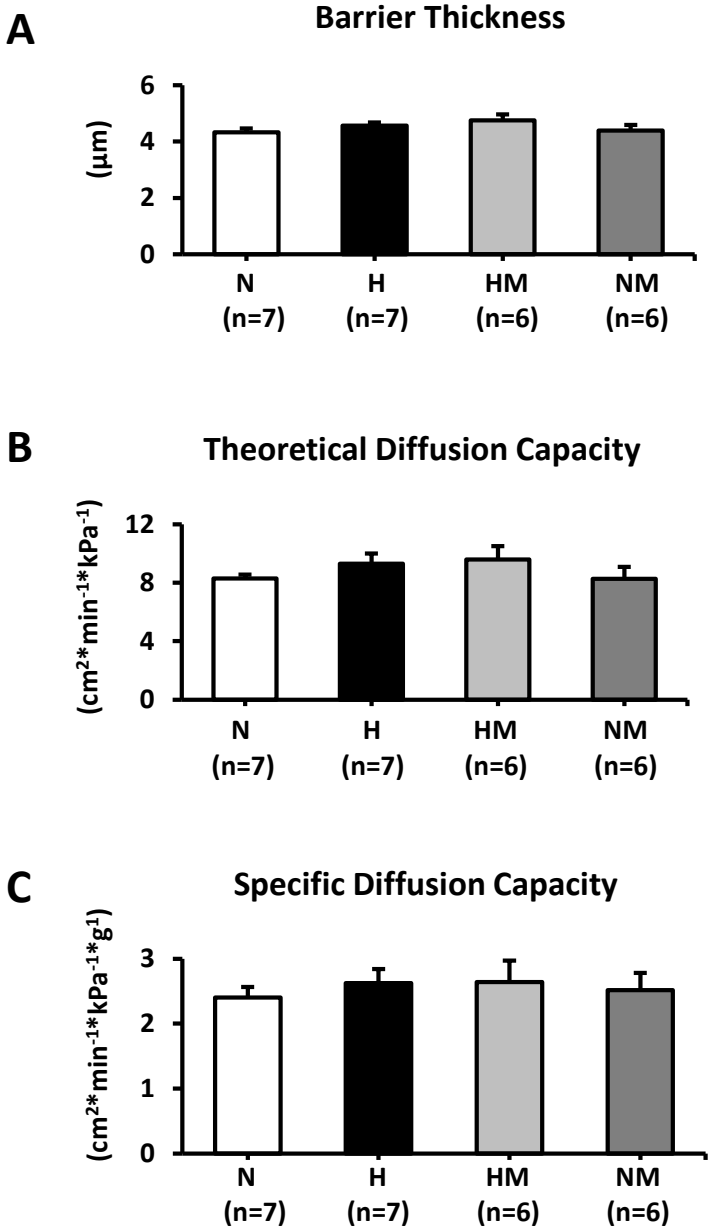 A
Barrier Thickness
(µm)
6
4
2
0
N H HM NM
(n=7) (n=7) (n=6) (n=6)
B
Theoretical Diffusion Capacity
(cm²*min⁻¹*kPa⁻¹)
12
8
4
0
N H HM NM
(n=7) (n=7) (n=6) (n=6)
C
Specific Diffusion Capacity
(cm²*min⁻¹*kPa⁻¹*g¹)
3
2
1
0
N H HM NM
(n=7) (n=7) (n=6) (n=6)